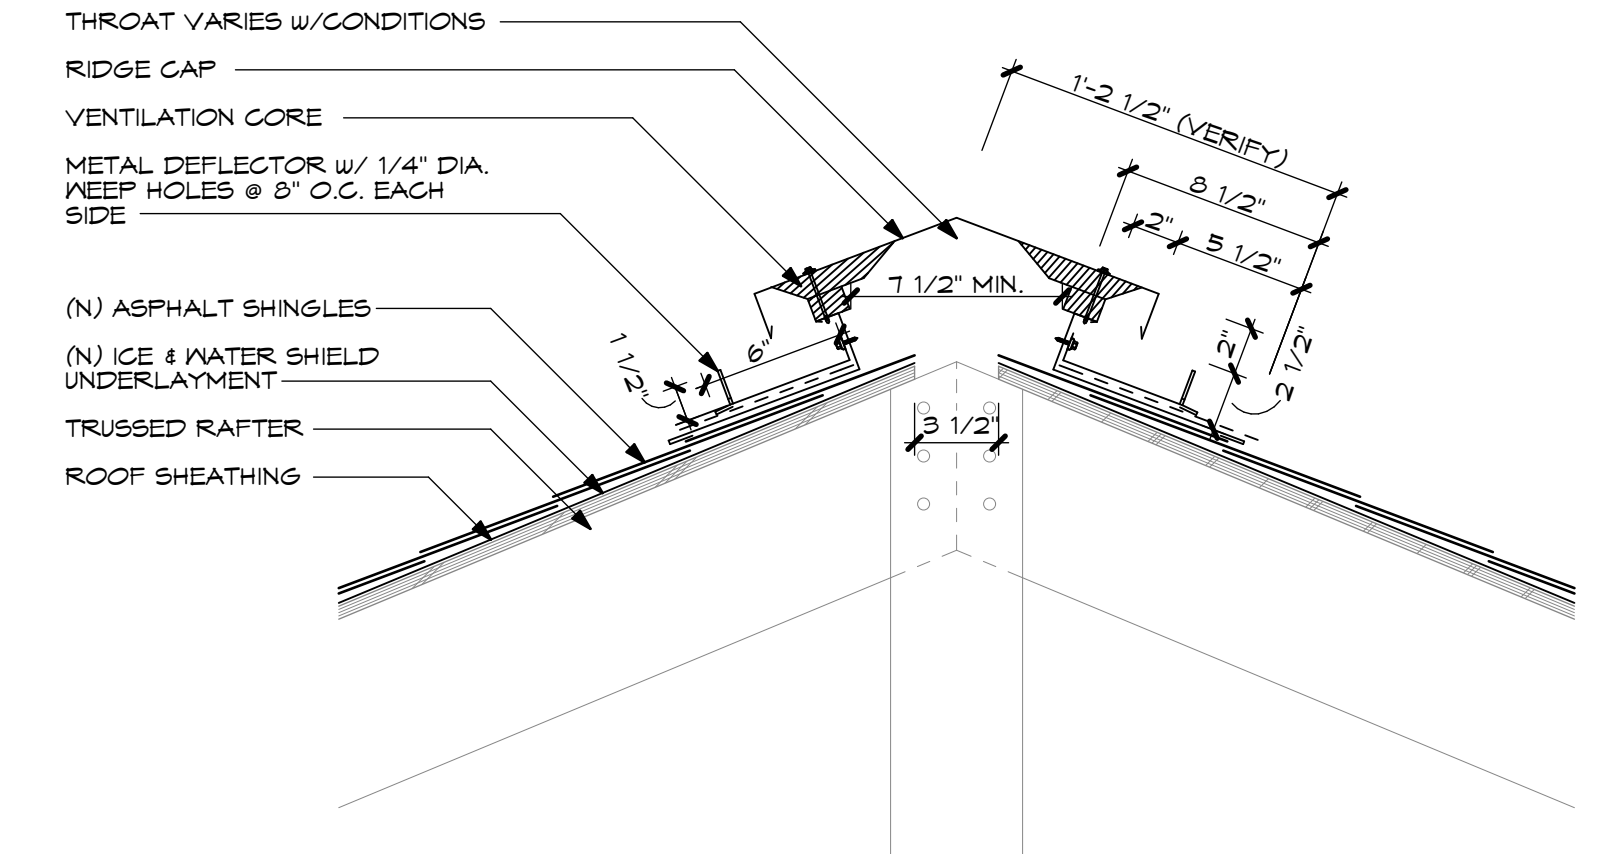 THROAT VARIES w/CONDITIONS
RIDGE CAP
VENTILATION CORE
METAL DEFLECTOR w/ 1/4" DIA.
WEEP HOLES @ 8" O.C. EACH
SIDE
(N) ASPHALT SHINGLES
(N) ICE & WATER SHIELD
UNDERLAYMENT
TRUSSED RAFTER
ROOF SHEATHING
1'-2 1/2" (VERIFY)
8 1/2"
2"
5 1/2"
7 1/2" MIN.
1 1/2"
6"
2"
2 1/2"
3 1/2"